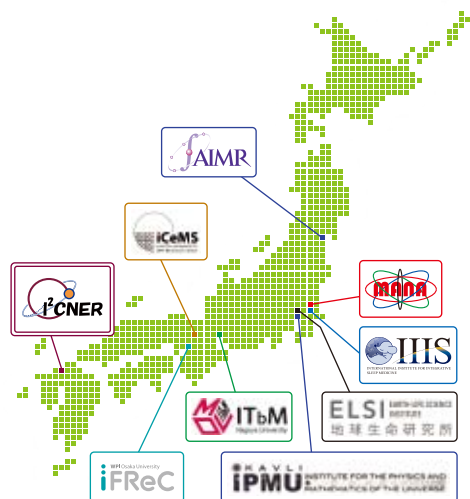 AIMR
iCeMS
I²CNER
MANA
IIIS
INTERNATIONAL INSTITUTE FOR INTEGRATIVE
SLEEP MEDICINE
ELSI EARTH-LIFE SCIENCE
INSTITUTE
地球生命研究所
ITbM
Nagoya University
WPI Osaka University
iFReC
KAVLI
iPMU INSTITUTE FOR THE PHYSICS AND
MATHEMATICS OF THE UNIVERSE